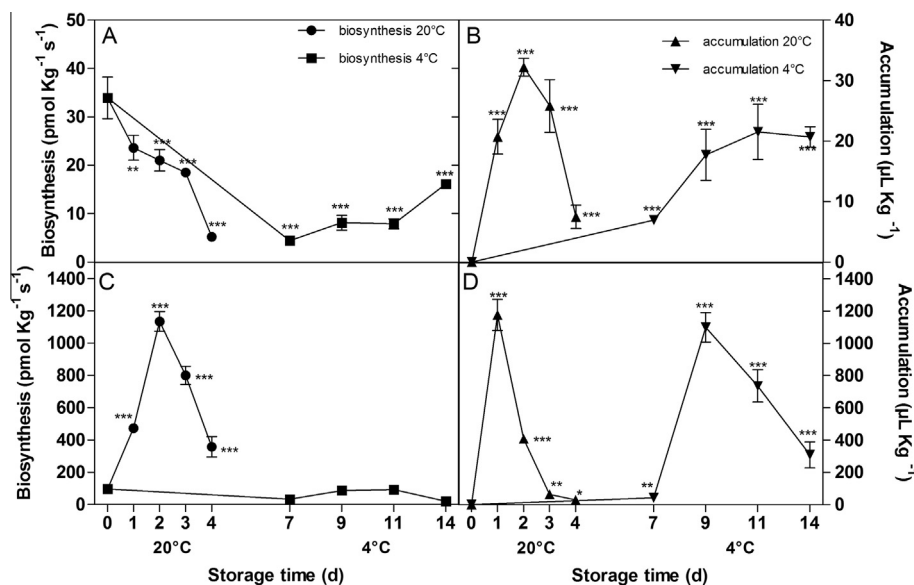 A
biosynthesis 20°C
biosynthesis 4°C
Biosynthesis (pmol Kg⁻¹ s⁻¹)
50
40
30
20
10
0
** *** *** *** *** *** *** ***
B
accumulation 20°C
accumulation 4°C
Accumulation (µL Kg⁻¹)
40
30
20
10
0
*** *** *** *** *** *** *** ***
C
Biosynthesis (pmol Kg⁻¹ s⁻¹)
1400
1200
1000
800
600
400
200
0
*** *** *** ***
0 1 2 3 4 7 9 11 14
20°C 4°C
Storage time (d)
D
Accumulation (µL Kg⁻¹)
1400
1200
1000
800
600
400
200
0
*** *** ** * ** *** *** ***
0 1 2 3 4 7 9 11 14
20°C 4°C
Storage time (d)